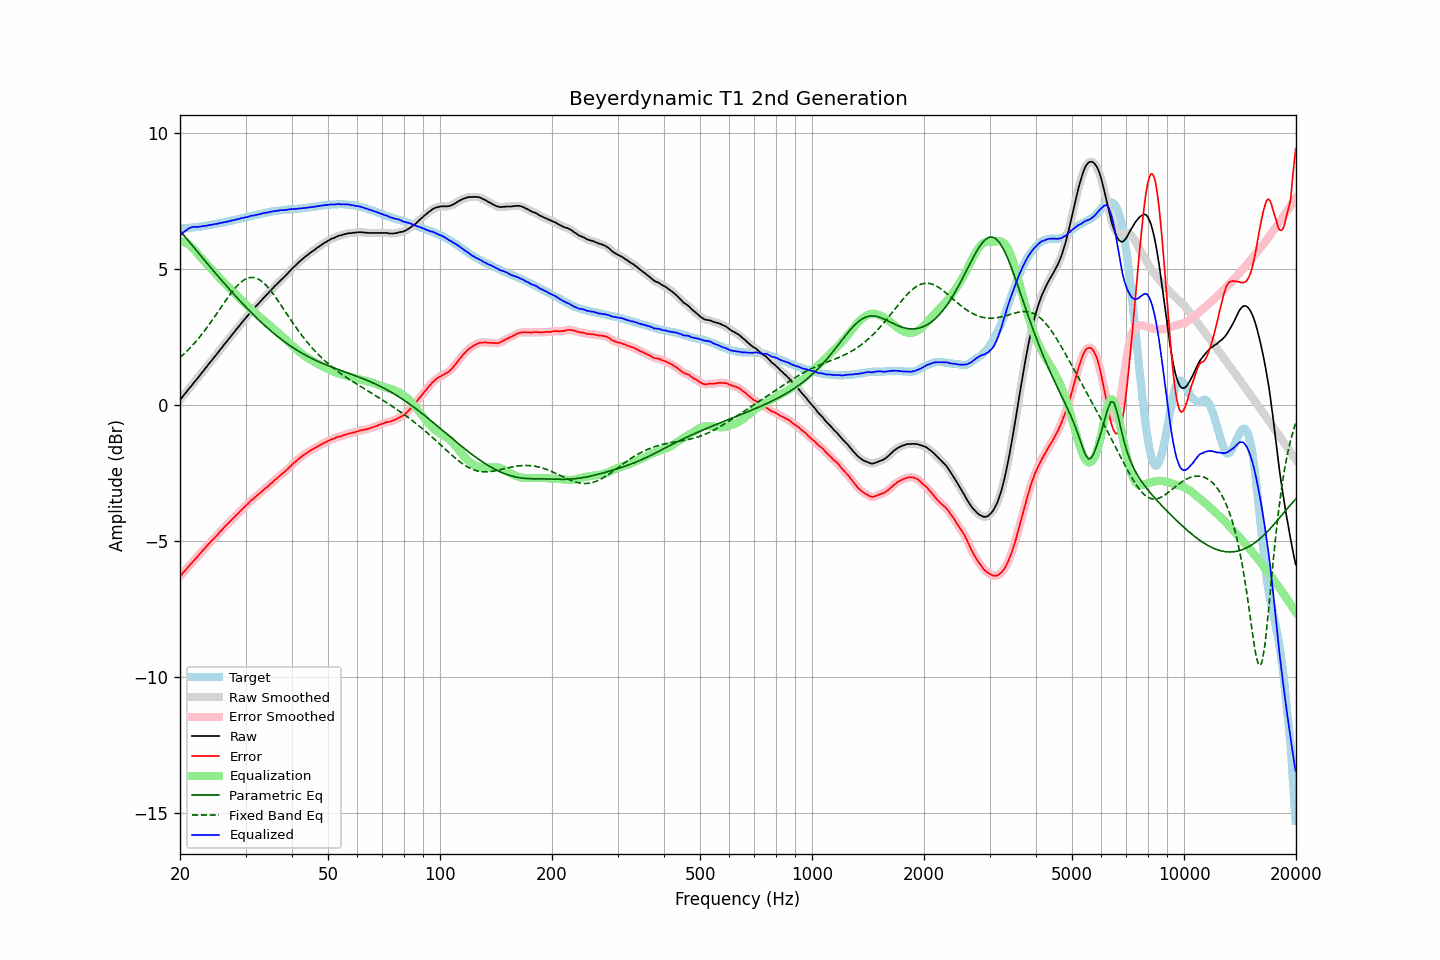 Beyerdynamic T1 2nd Generation
10
5
0
−5
−10
−15
Amplitude (dBr)
Target
Raw Smoothed
Error Smoothed
Raw
Error
Equalization
Parametric Eq
Fixed Band Eq
Equalized
20
50
100
200
500
1000
2000
5000
10000
20000
Frequency (Hz)